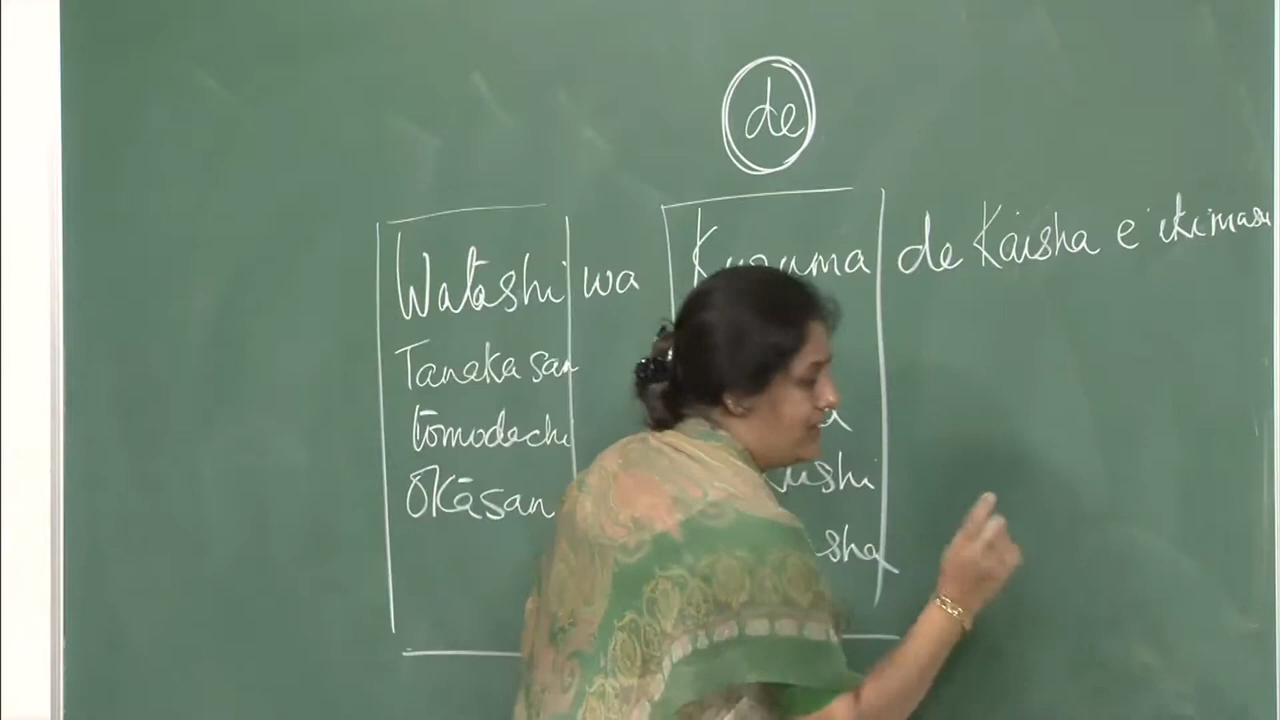 de
Watashi wa Kuruma de Kaisha e ikimasu
Tanaka san
tomodachi
Okāsan